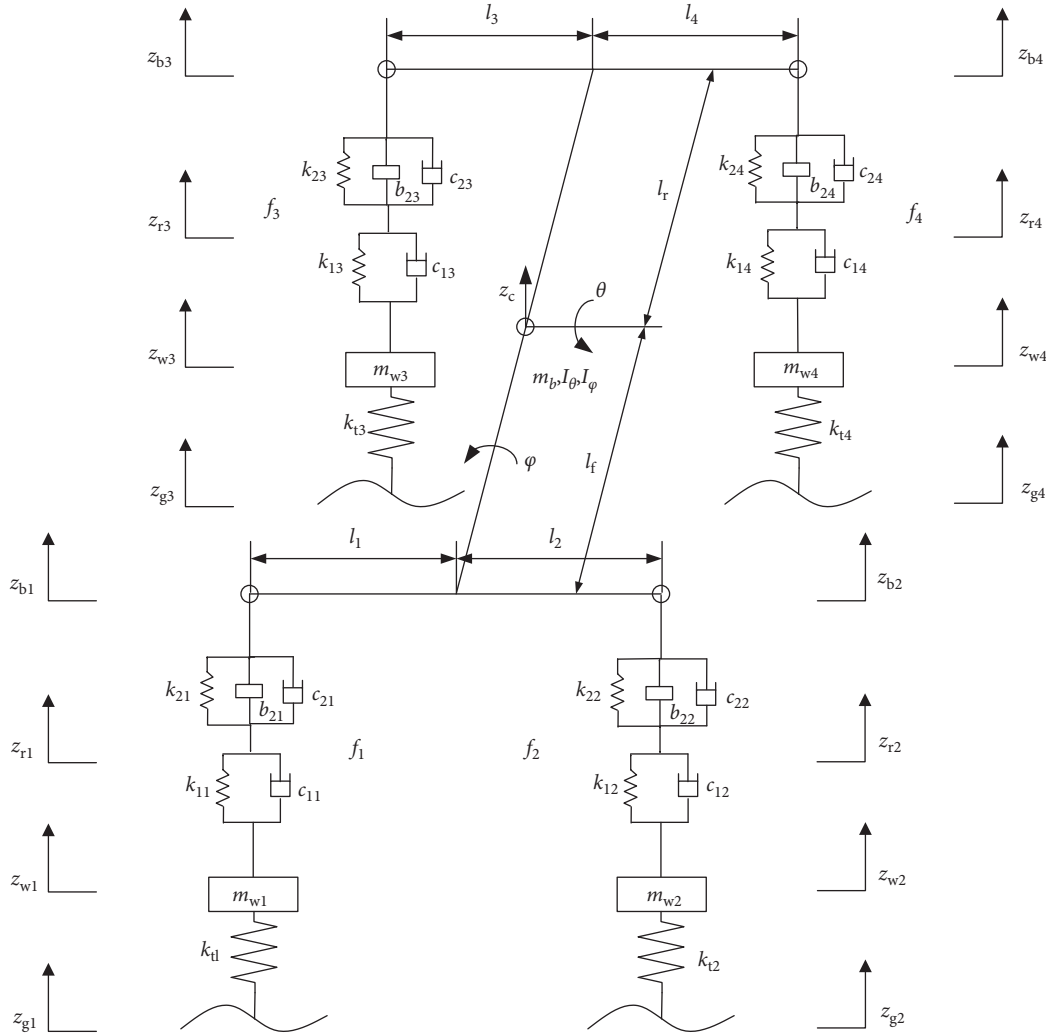 l3
l4
zb3
zb4
k23
b23
c23
k24
b24
c24
lr
zr3
f3
f4
zr4
k13
c13
k14
c14
zc
θ
zw3
zw4
mw3
mb,Iθ,Iφ
mw4
kt3
kt4
φ
lf
zg3
zg4
l1
l2
zb1
zb2
k21
b21
c21
k22
b22
c22
zr1
f1
f2
zr2
k11
c11
k12
c12
zw1
zw2
mw1
mw2
ktl
kt2
zg1
zg2